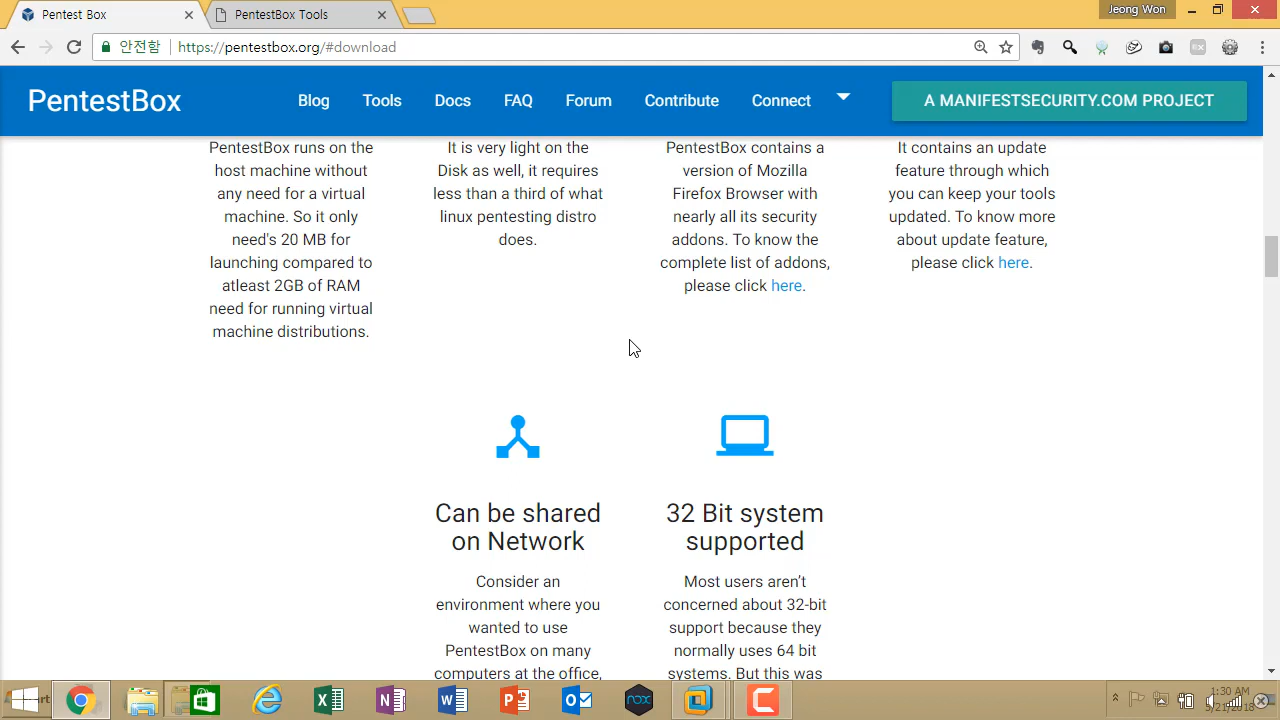 Pent­est Box
PentestBox Tools
Jeong Won
안전함
https://pentestbox.org/#download
PentestBox
Blog
Tools
Docs
FAQ
Forum
Contribute
Connect
A MANIFESTSECURITY.COM PROJECT
PentestBox runs on the
host machine without
any need for a virtual
machine. So it only
need's 20 MB for
launching compared to
atleast 2GB of RAM
need for running virtual
machine distributions.
It is very light on the
Disk as well, it requires
less than a third of what
linux pentesting distro
does.
PentestBox contains a
version of Mozilla
Firefox Browser with
nearly all its security
addons. To know the
complete list of addons,
please click here.
It contains an update
feature through which
you can keep your tools
updated. To know more
about update feature,
please click here.
Can be shared
on Network
Consider an
environment where you
wanted to use
PentestBox on many
computers at the office,
32 Bit system
supported
Most users aren’t
concerned about 32-bit
support because they
normally uses 64 bit
systems. But this was
nox
1:30 AM
5/21/2018